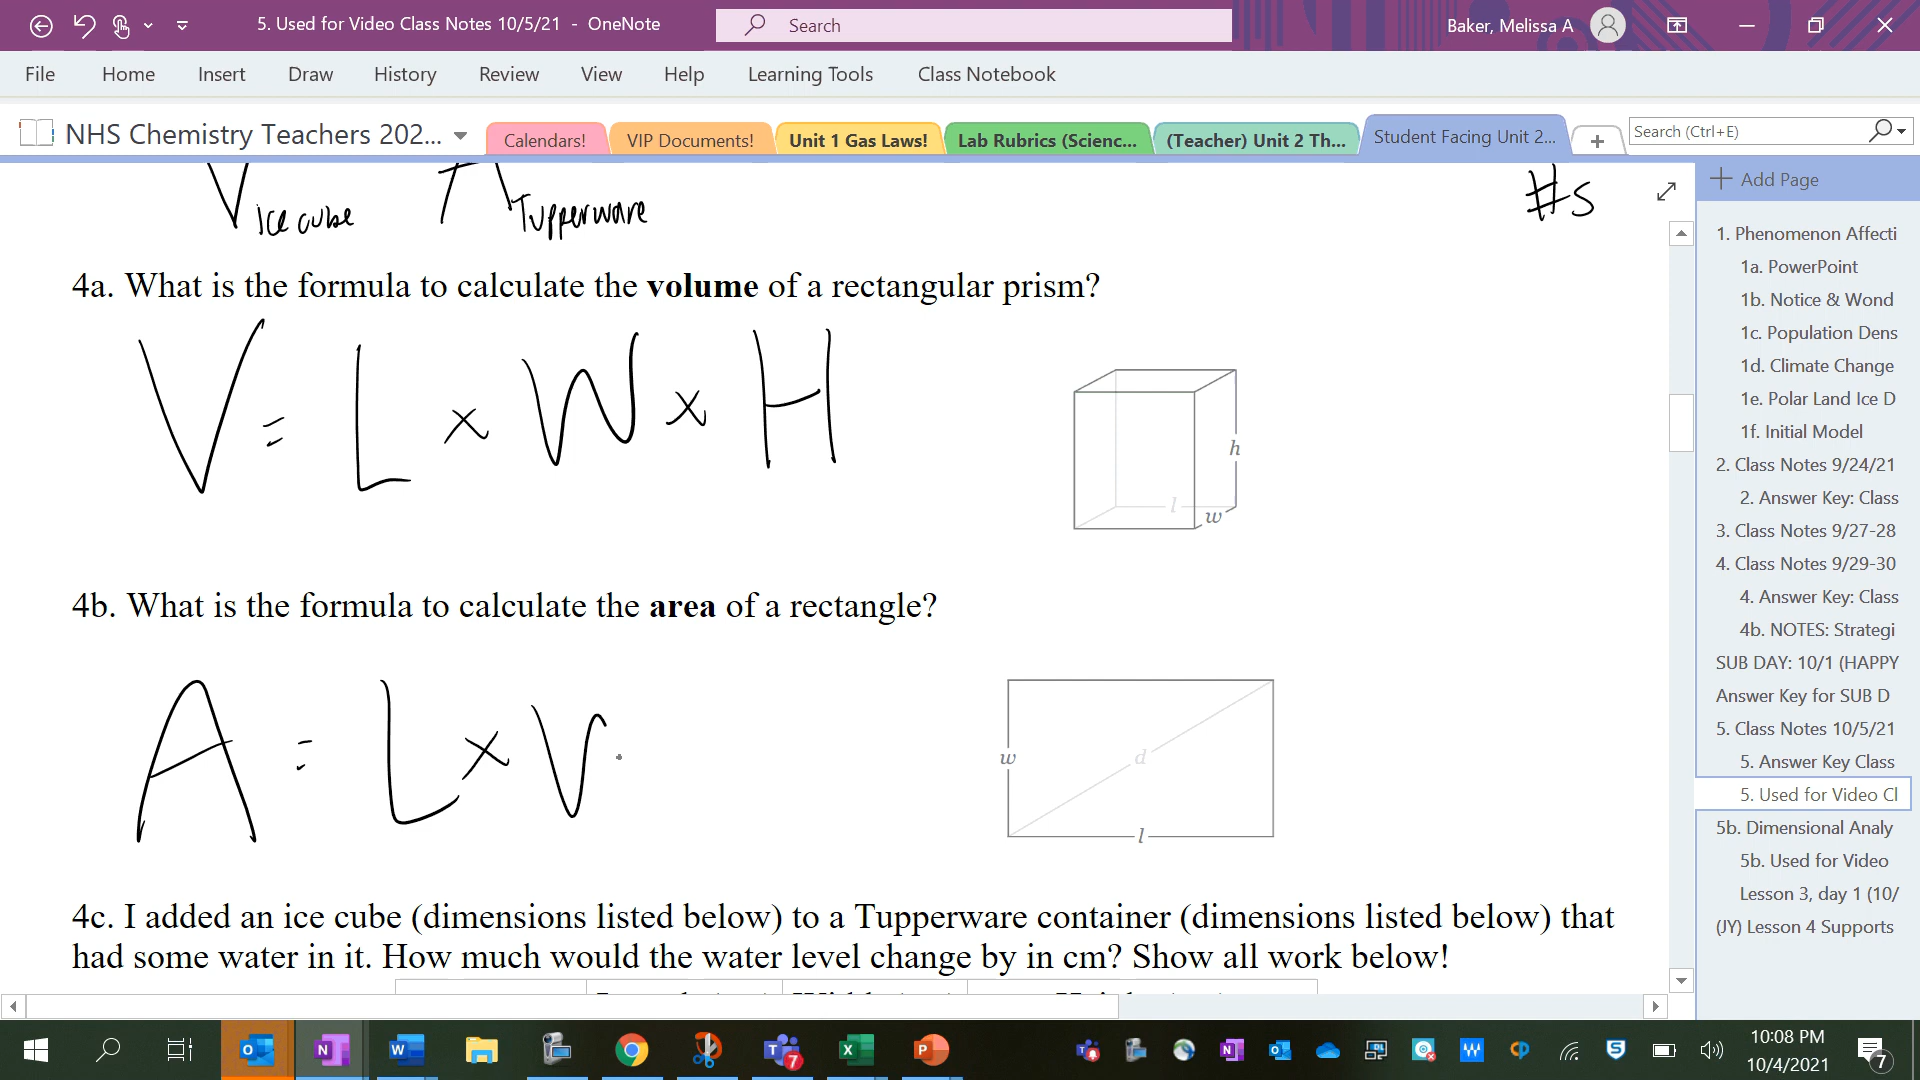 5. Used for Video Class Notes 10/5/21 - OneNote
Search
Baker, Melissa A
File Home Insert Draw History Review View Help Learning Tools Class Notebook
NHS Chemistry Teachers 202...
Calendars!
VIP Documents!
Unit 1 Gas Laws!
Lab Rubrics (Scienc...
(Teacher) Unit 2 Th...
Student Facing Unit 2...
Search (Ctrl+E)
Add Page
V ice cube A Tupperware #s
4a. What is the formula to calculate the volume of a rectangular prism?
V = L x W x H
h
l
w
4b. What is the formula to calculate the area of a rectangle?
A = L x
w
d
l
4c. I added an ice cube (dimensions listed below) to a Tupperware container (dimensions listed below) that
had some water in it. How much would the water level change by in cm? Show all work below!
1. Phenomenon Affecti
1a. PowerPoint
1b. Notice & Wond
1c. Population Dens
1d. Climate Change
1e. Polar Land Ice D
1f. Initial Model
2. Class Notes 9/24/21
2. Answer Key: Class
3. Class Notes 9/27-28
4. Class Notes 9/29-30
4. Answer Key: Class
4b. NOTES: Strategi
SUB DAY: 10/1 (HAPPY
Answer Key for SUB D
5. Class Notes 10/5/21
5. Answer Key Class
5. Used for Video Cl
5b. Dimensional Analy
5b. Used for Video
Lesson 3, day 1 (10/
(JY) Lesson 4 Supports
7
10:08 PM
10/4/2021
7